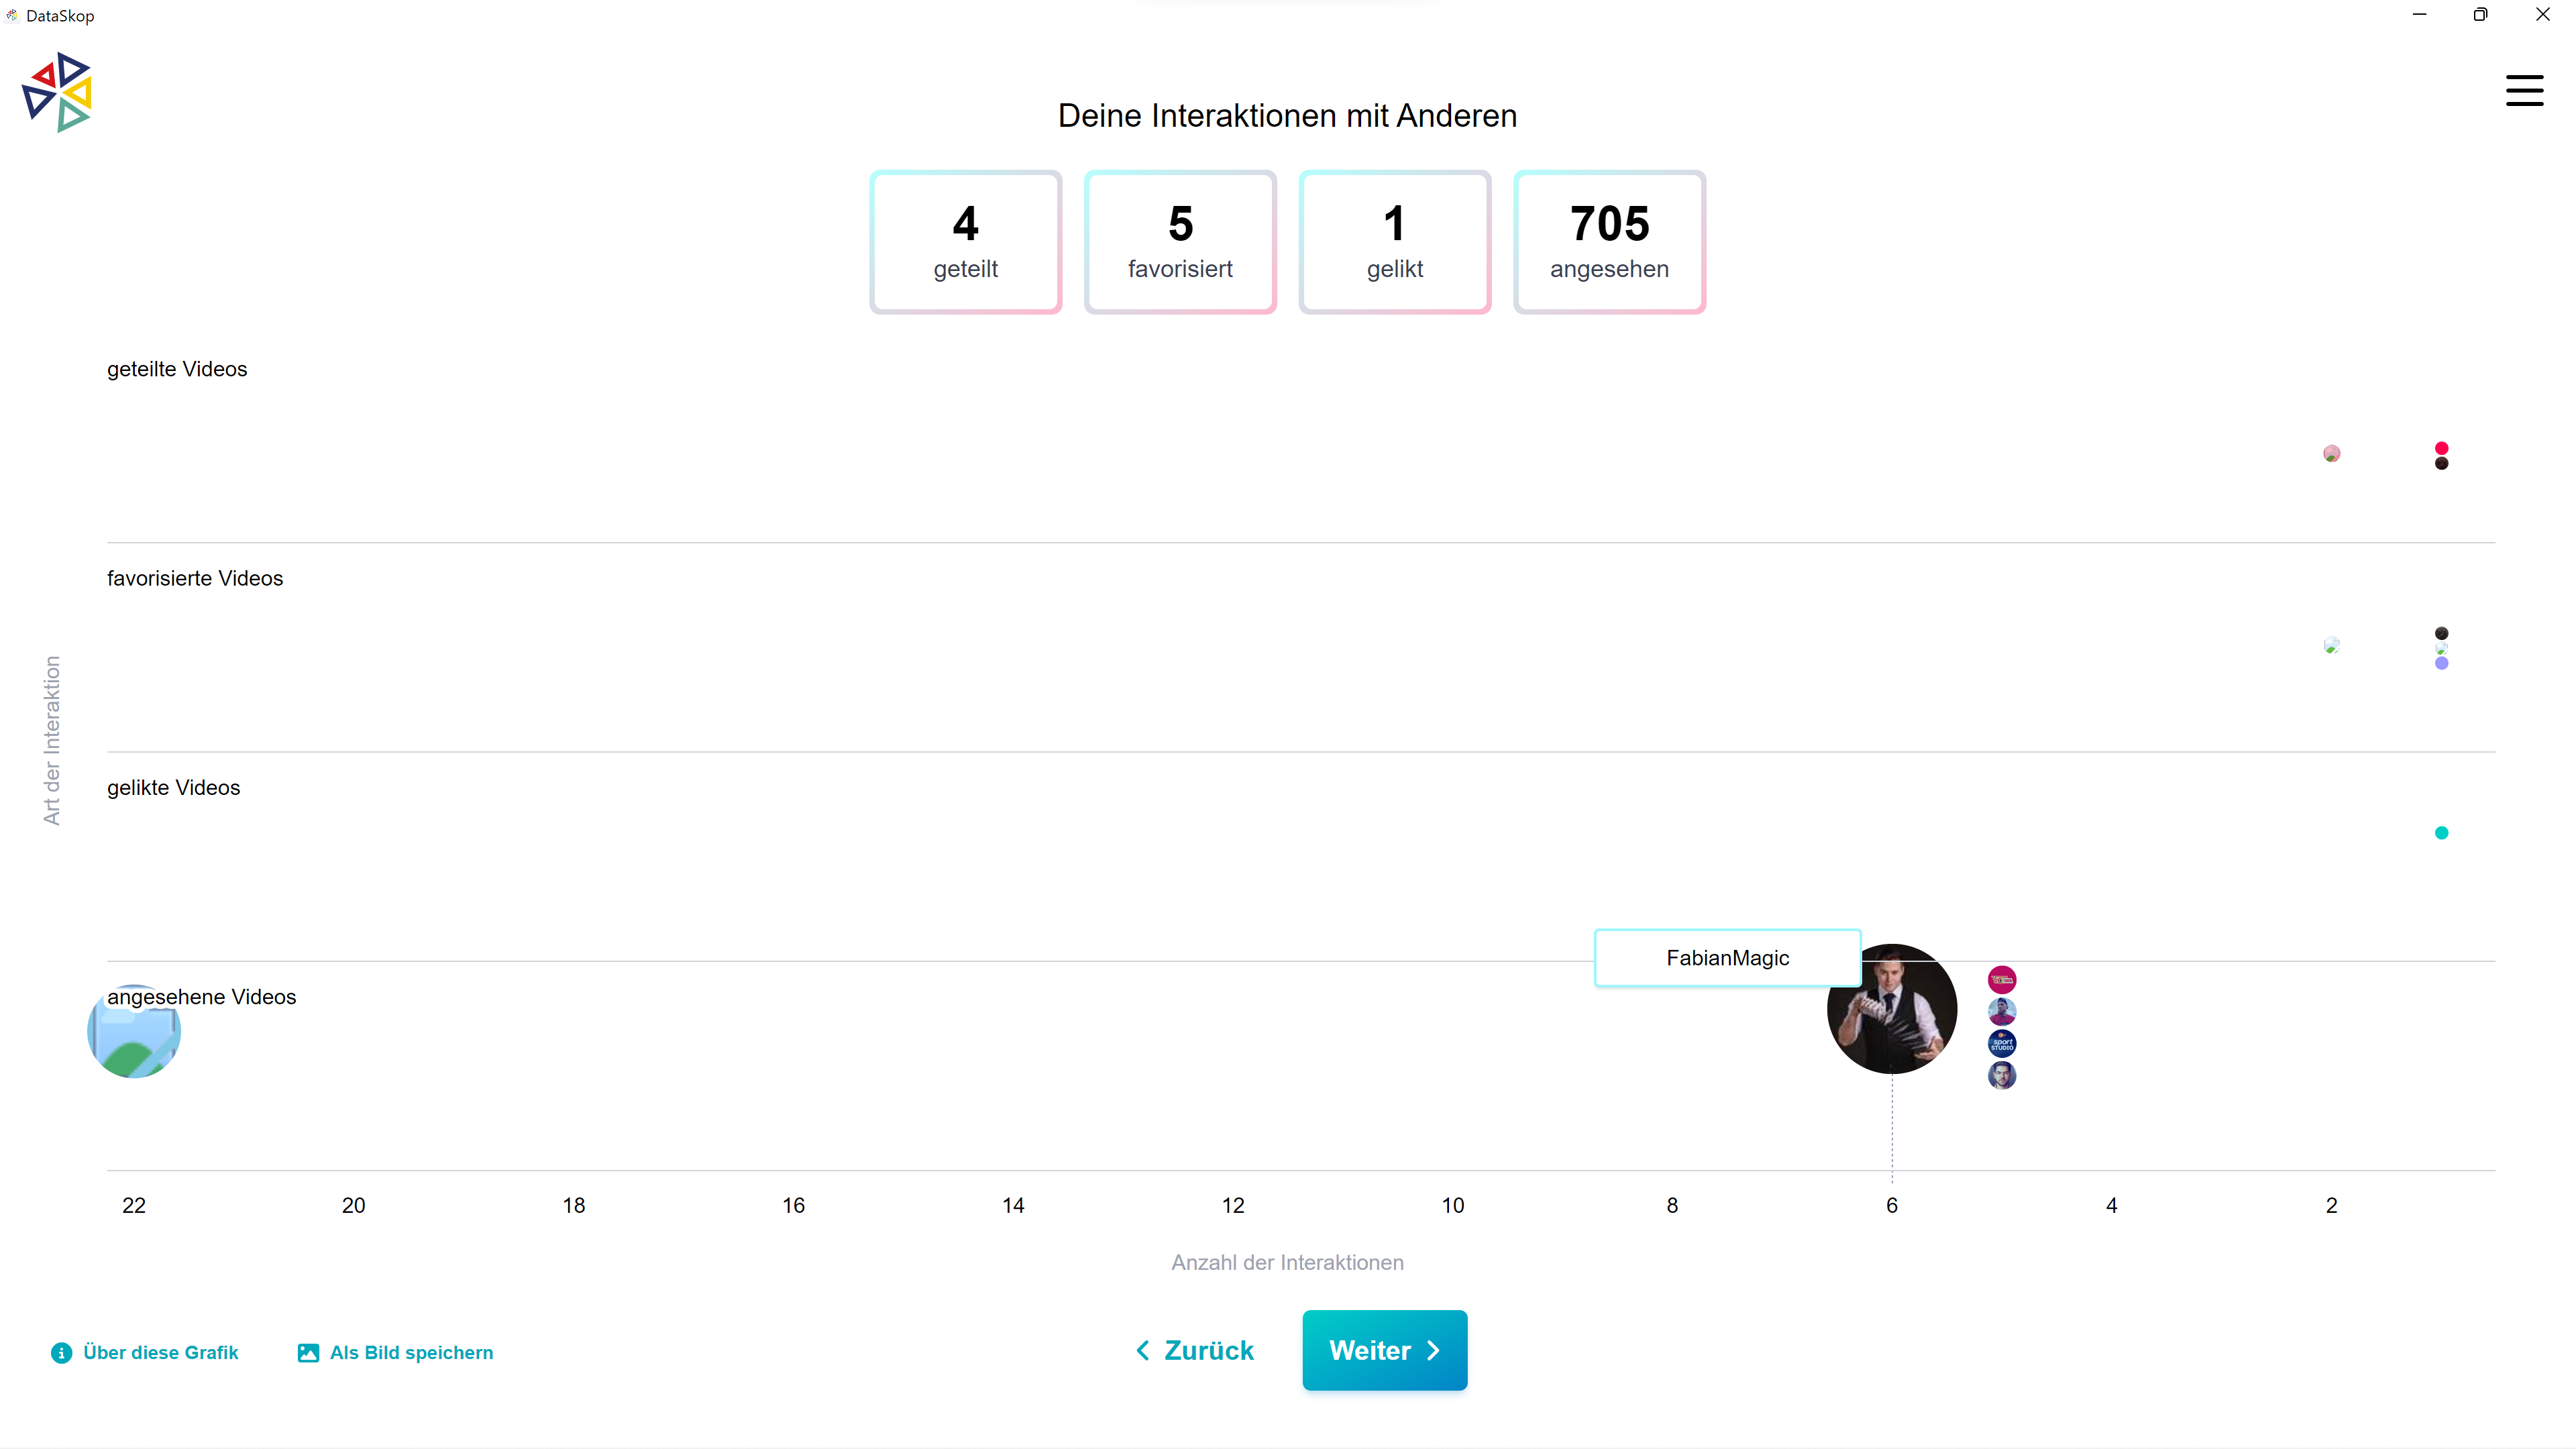 DataSkop
Deine Interaktionen mit Anderen
4
geteilt
5
favorisiert
1
gelikt
705
angesehen
geteilte Videos
favorisierte Videos
Art der Interaktion
gelikte Videos
FabianMagic
angesehene Videos
sport
STUDIO
22 20 18 16 14 12 10 8 6 4 2
Anzahl der Interaktionen
Über diese Grafik
Als Bild speichern
Zurück
Weiter